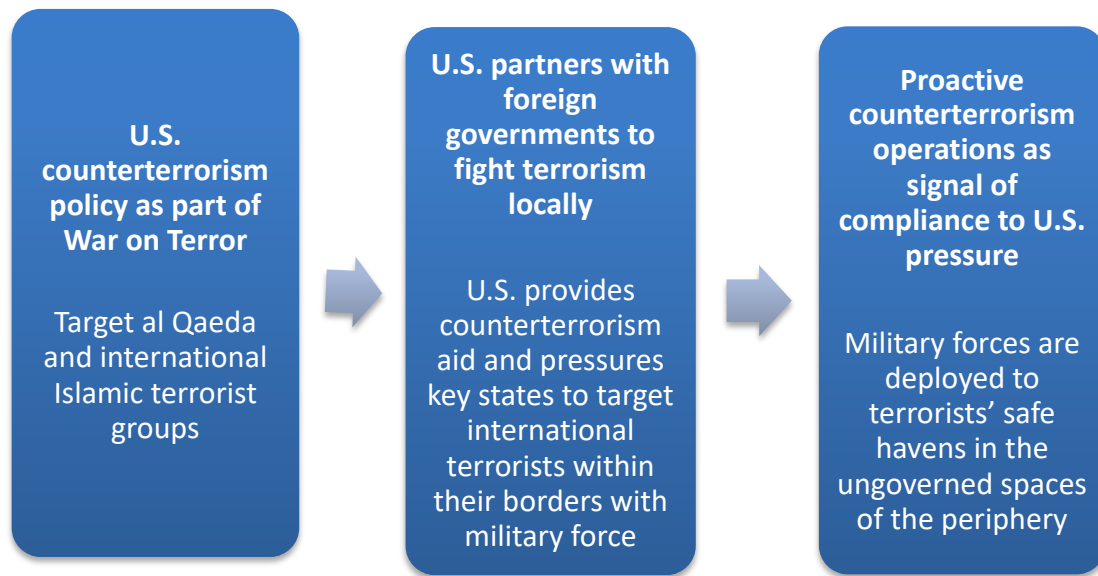 U.S.
counterterrorism
policy as part of
War on Terror
Target al Qaeda
and international
Islamic terrorist
groups
U.S. partners with
foreign
governments to
fight terrorism
locally
U.S. provides
counterterrorism
aid and pressures
key states to target
international
terrorists within
their borders with
military force
Proactive
counterterrorism
operations as
signal of
compliance to U.S.
pressure
Military forces are
deployed to
terrorists’ safe
havens in the
ungoverned spaces
of the periphery